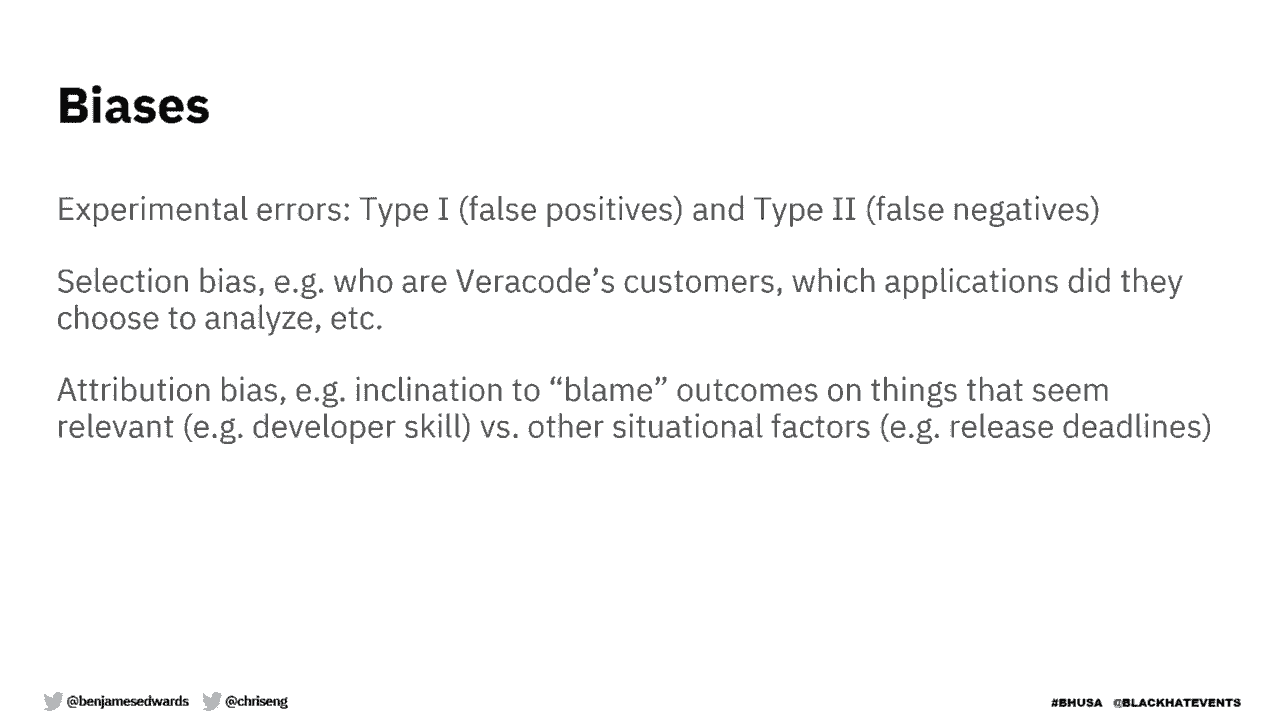 Biases
Experimental errors: Type I (false positives) and Type II (false negatives)
Selection bias, e.g. who are Veracode’s customers, which applications did they
choose to analyze, etc.
Attribution bias, e.g. inclination to “blame” outcomes on things that seem
relevant (e.g. developer skill) vs. other situational factors (e.g. release deadlines)
@benjamesedwards @chriseng #BHUSA @BLACKHATEVENTS